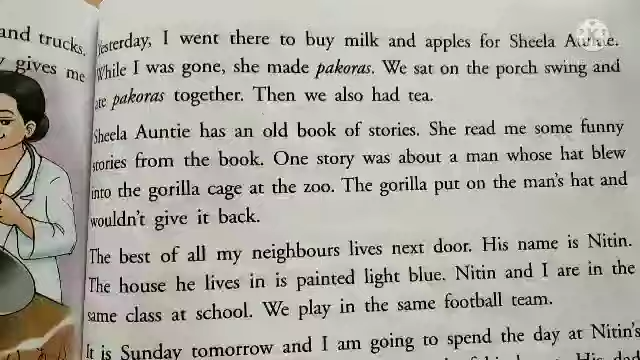 and trucks.
gives me
Yesterday, I went there to buy milk and apples for Sheela Auntie.
While I was gone, she made pakoras. We sat on the porch swing and
ate pakoras together. Then we also had tea.
Sheela Auntie has an old book of stories. She read me some funny
stories from the book. One story was about a man whose hat blew
into the gorilla cage at the zoo. The gorilla put on the man's hat and
wouldn't give it back.
The best of all my neighbours lives next door. His name is Nitin.
The house he lives in is painted light blue. Nitin and I are in the
same class at school. We play in the same football team.
It is Sunday tomorrow and I am going to spend the day at Nitin's
His dad